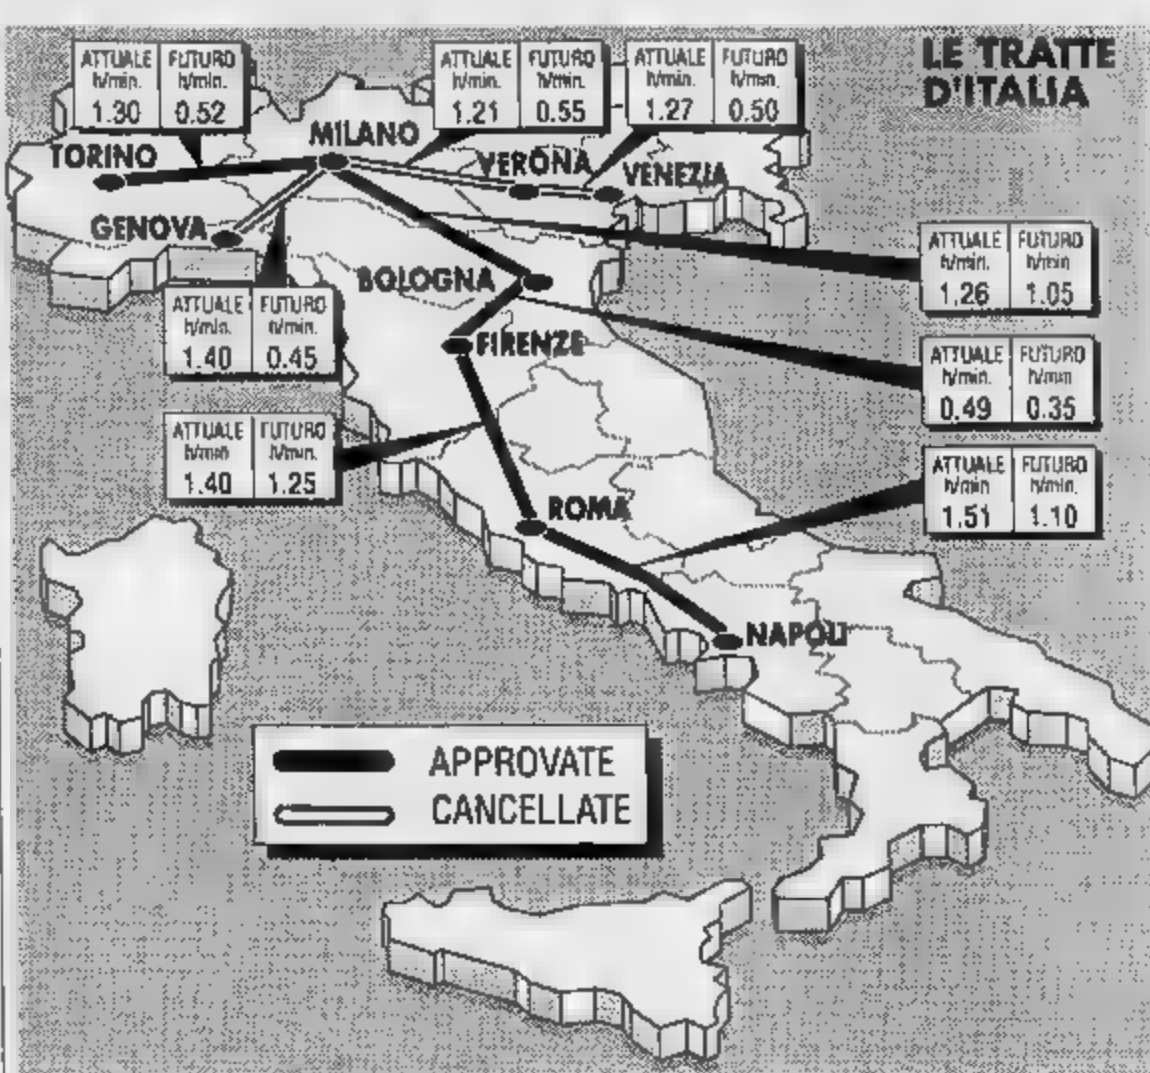 LE TRATTE
D'ITALIA
ATTUALE FUTURO
h/min. h/min.
1.30 0.52
ATTUALE FUTURO
h/min. h/min.
1.21 0.55
ATTUALE FUTURO
h/min. h/min.
1.27 0.50
MILANO
TORINO
VERONA
VENEZIA
GENOVA
ATTUALE FUTURO
h/min. h/min
1.26 1.05
BOLOGNA
ATTUALE FUTURO
h/min. h/min.
1.40 0.45
FIRENZE
ATTUALE FUTURO
h/min. h/min
0.49 0.35
ATTUALE FUTURO
h/min h/min.
1.40 1.25
ATTUALE FUTURO
h/min h/min.
1.51 1.10
ROMA
NAPOLI
APPROVATE
CANCELLATE